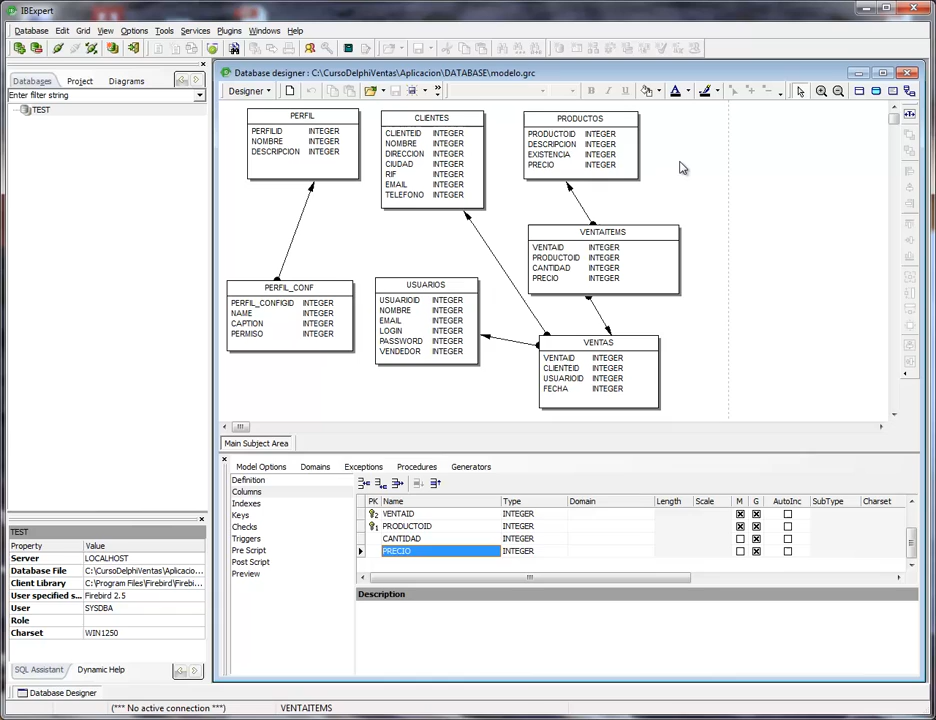 IBExpert
Database Edit Grid View Options Tools Services Plugins Windows Help
Databases Project Diagrams
Enter filter string
TEST
Database designer : C:\CursoDelphiVentas\Aplicacion\DATABASE\modelo.grc
Designer
PERFIL
PERFILID INTEGER
NOMBRE INTEGER
DESCRIPCION INTEGER
CLIENTES
CLIENTEID INTEGER
NOMBRE INTEGER
DIRECCION INTEGER
CIUDAD INTEGER
RIF INTEGER
EMAIL INTEGER
TELEFONO INTEGER
PRODUCTOS
PRODUCTOID INTEGER
DESCRIPCION INTEGER
EXISTENCIA INTEGER
PRECIO INTEGER
VENTAITEMS
VENTAID INTEGER
PRODUCTOID INTEGER
CANTIDAD INTEGER
PRECIO INTEGER
PERFIL_CONF
PERFIL_CONFIGID INTEGER
NAME INTEGER
CAPTION INTEGER
PERMISO INTEGER
USUARIOS
USUARIOID INTEGER
NOMBRE INTEGER
EMAIL INTEGER
LOGIN INTEGER
PASSWORD INTEGER
VENDEDOR INTEGER
VENTAS
VENTAID INTEGER
CLIENTEID INTEGER
USUARIOID INTEGER
FECHA INTEGER
Main Subject Area
Model Options Domains Exceptions Procedures Generators
Definition
Columns
Indexes
Keys
Checks
Triggers
Pre Script
Post Script
Preview
PK Name Type Domain Length Scale M G AutoInc SubType Charset
2 VENTAID INTEGER
1 PRODUCTOID INTEGER
CANTIDAD INTEGER
PRECIO INTEGER
Description
TEST
Property Value
Server LOCALHOST
Database File C:\CursoDelphiVentas\Aplicacio...
Client Library C:\Program Files\Firebird\Firebi...
User specified s... Firebird 2.5
User SYSDBA
Role
Charset WIN1250
SQL Assistant Dynamic Help
Database Designer
(*** No active connection ***) VENTAITEMS